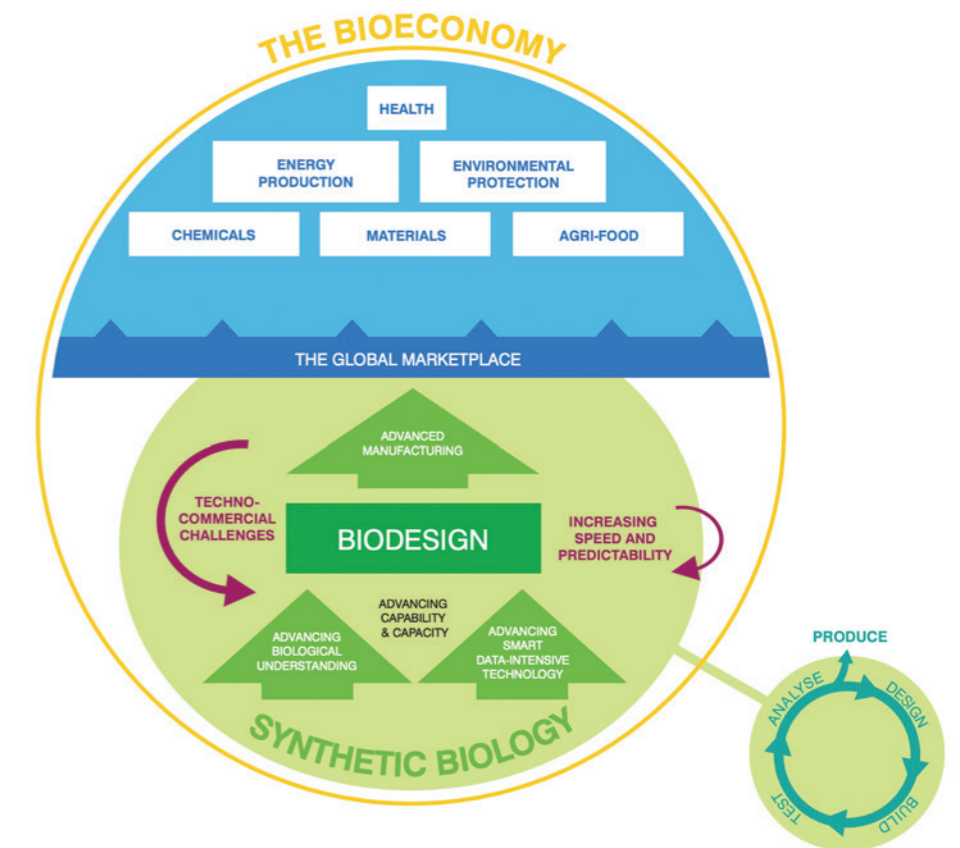 THE BIOECONOMY
HEALTH
ENERGY
PRODUCTION
ENVIRONMENTAL
PROTECTION
CHEMICALS
MATERIALS
AGRI-FOOD
THE GLOBAL MARKETPLACE
ADVANCED
MANUFACTURING
TECHNO-
COMMERCIAL
CHALLENGES
BIODESIGN
INCREASING
SPEED AND
PREDICTABILITY
ADVANCING
CAPABILITY
& CAPACITY
ADVANCING
BIOLOGICAL
UNDERSTANDING
ADVANCING
SMART
DATA-INTENSIVE
TECHNOLOGY
SYNTHETIC BIOLOGY
PRODUCE
DESIGN
BUILD
TEST
ANALYSE